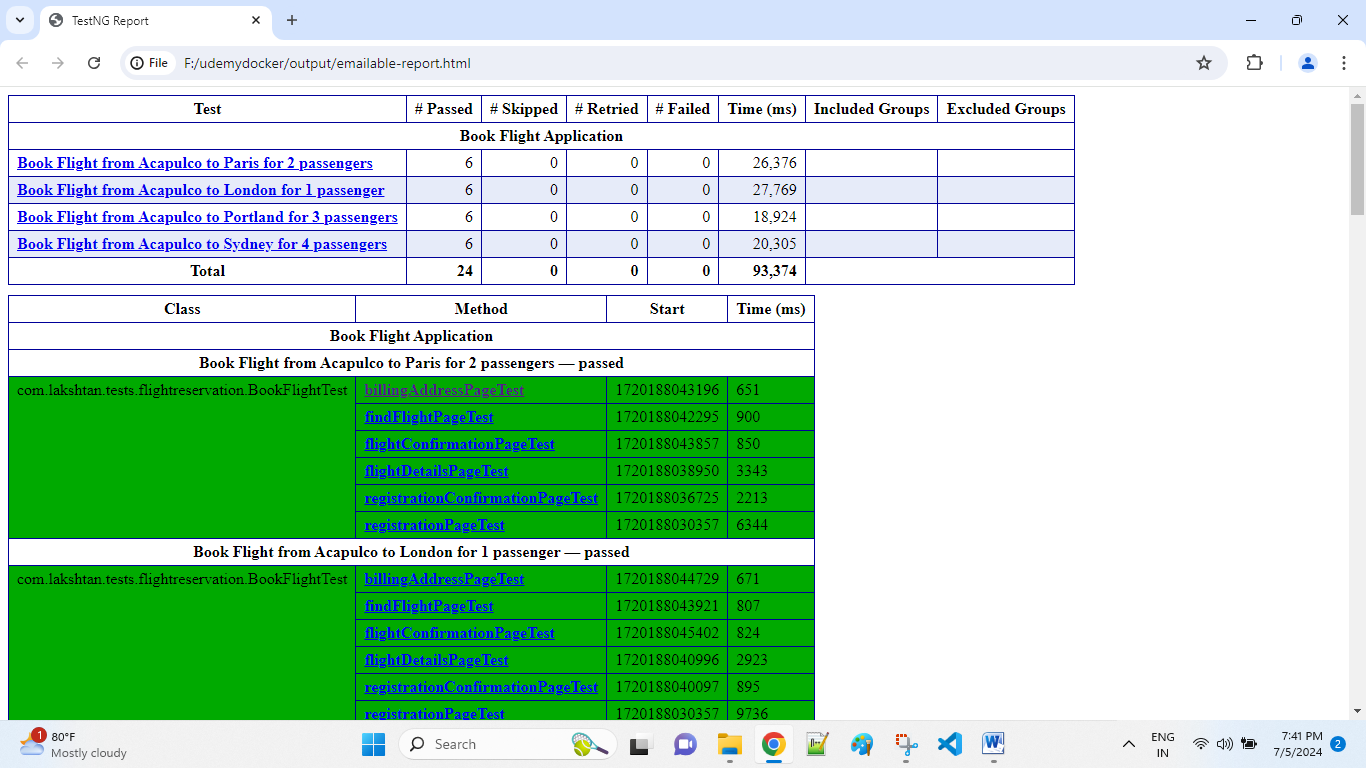 TestNG Report
File F:/udemydocker/output/emailable-report.html
Test # Passed # Skipped # Retried # Failed Time (ms) Included Groups Excluded Groups
Book Flight Application
Book Flight from Acapulco to Paris for 2 passengers 6 0 0 0 26,376
Book Flight from Acapulco to London for 1 passenger 6 0 0 0 27,769
Book Flight from Acapulco to Portland for 3 passengers 6 0 0 0 18,924
Book Flight from Acapulco to Sydney for 4 passengers 6 0 0 0 20,305
Total 24 0 0 0 93,374
Class Method Start Time (ms)
Book Flight Application
Book Flight from Acapulco to Paris for 2 passengers — passed
com.lakshtan.tests.flightreservation.BookFlightTest billingAddressPageTest 1720188043196 651
findFlightPageTest 1720188042295 900
flightConfirmationPageTest 1720188043857 850
flightDetailsPageTest 1720188038950 3343
registrationConfirmationPageTest 1720188036725 2213
registrationPageTest 1720188030357 6344
Book Flight from Acapulco to London for 1 passenger — passed
com.lakshtan.tests.flightreservation.BookFlightTest billingAddressPageTest 1720188044729 671
findFlightPageTest 1720188043921 807
flightConfirmationPageTest 1720188045402 824
flightDetailsPageTest 1720188040996 2923
registrationConfirmationPageTest 1720188040097 895
registrationPageTest 1720188030357 9736
1 80°F Search ENG 7:41 PM
Mostly cloudy IN 7/5/2024 2